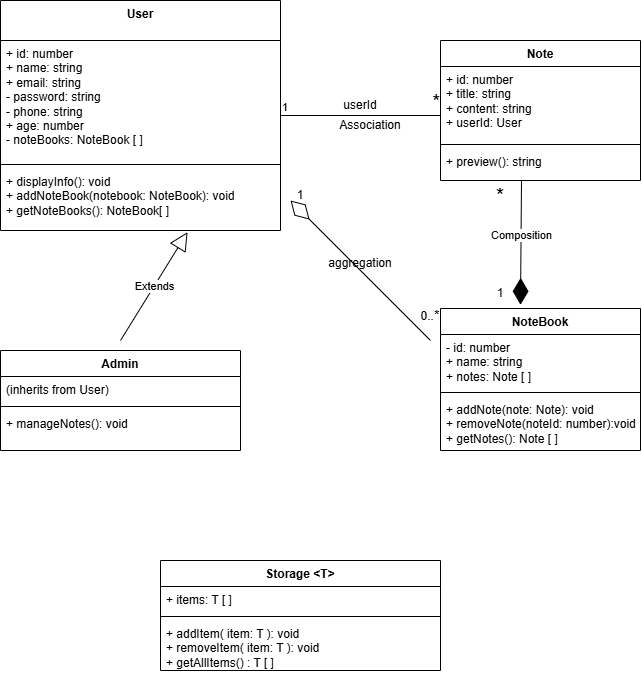 User
+ id: number
+ name: string
+ email: string
- password: string
- phone: string
+ age: number
- noteBooks: NoteBook [ ]
+ displayInfo(): void
+ addNoteBook(notebook: NoteBook): void
+ getNoteBooks(): NoteBook[ ]
1
userId
*
Association
Note
+ id: number
+ title: string
+ content: string
+ userId: User
+ preview(): string
*
Composition
1
1
aggregation
0..*
Extends
Admin
(inherits from User)
+ manageNotes(): void
NoteBook
- id: number
+ name: string
+ notes: Note [ ]
+ addNote(note: Note): void
+ removeNote(noteId: number):void
+ getNotes(): Note [ ]
Storage <T>
+ items: T [ ]
+ addItem( item: T ): void
+ removeItem( item: T ): void
+ getAllItems() : T [ ]